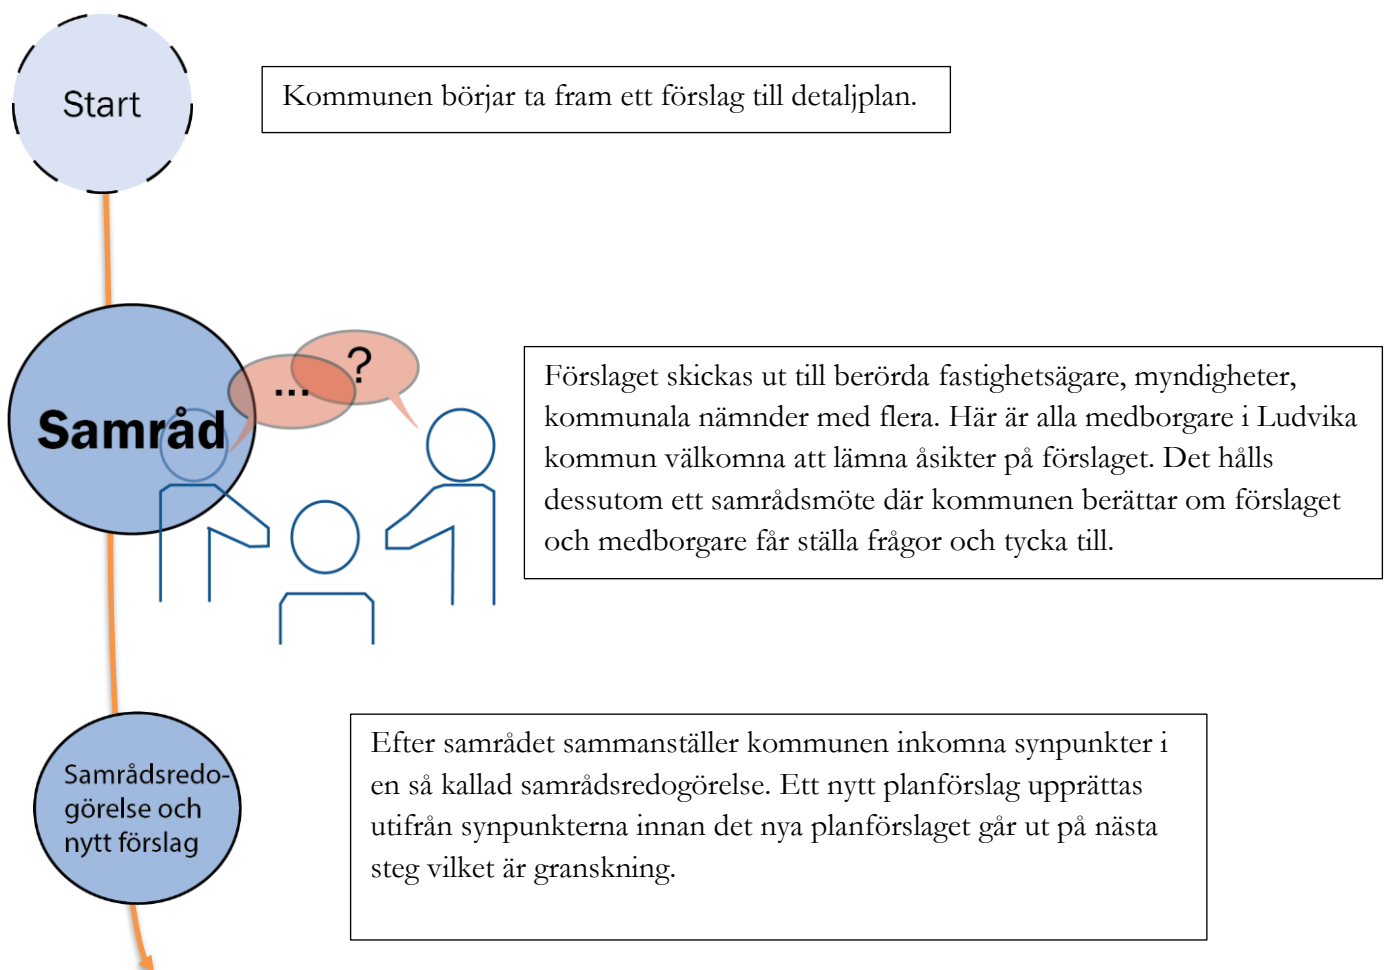 Start
Kommunen börjar ta fram ett förslag till detaljplan.
Samråd
...
?
Förslaget skickas ut till berörda fastighetsägare, myndigheter,
kommunala nämnder med flera. Här är alla medborgare i Ludvika
kommun välkomna att lämna åsikter på förslaget. Det hålls
dessutom ett samrådsmöte där kommunen berättar om förslaget
och medborgare får ställa frågor och tycka till.
Samrådsredo-
görelse och
nytt förslag
Efter samrådet sammanställer kommunen inkomna synpunkter i
en så kallad samrådsredogörelse. Ett nytt planförslag upprättas
utifrån synpunkterna innan det nya planförslaget går ut på nästa
steg vilket är granskning.